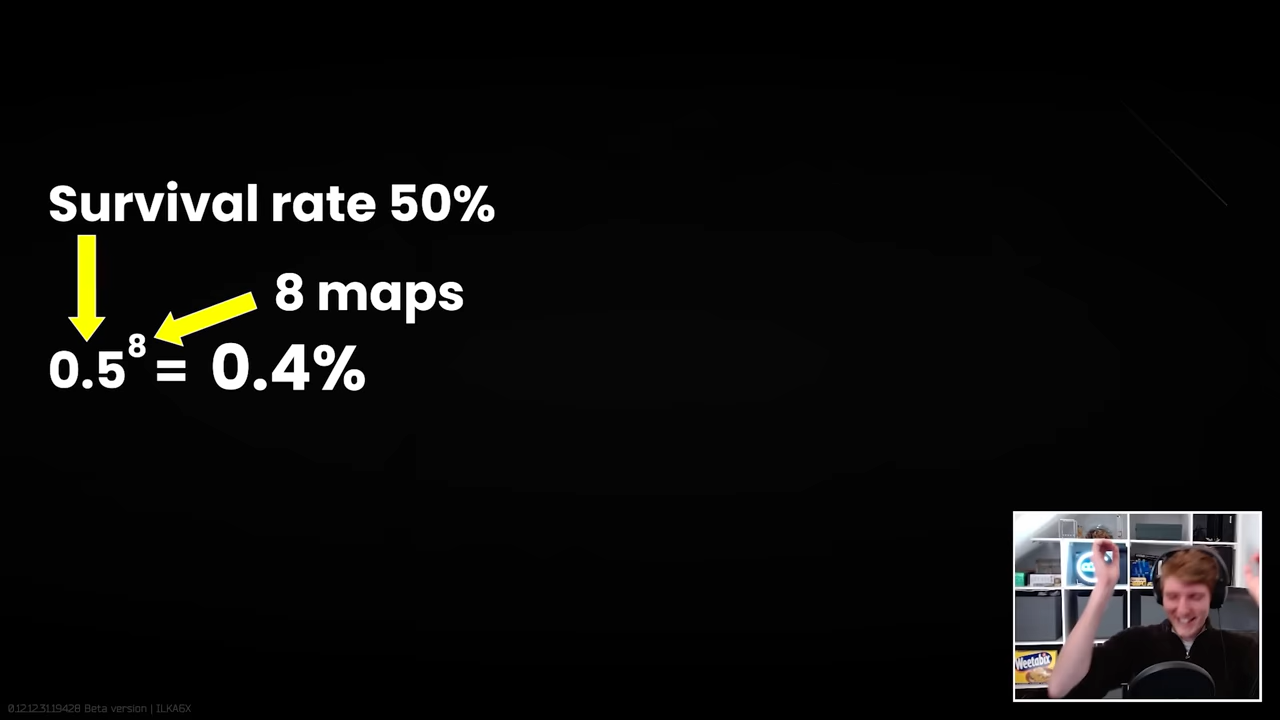 Survival rate 50%
8 maps
0.5⁸ = 0.4%
Weetabix
0.12.12.31.19428 Beta version | ILKA6X